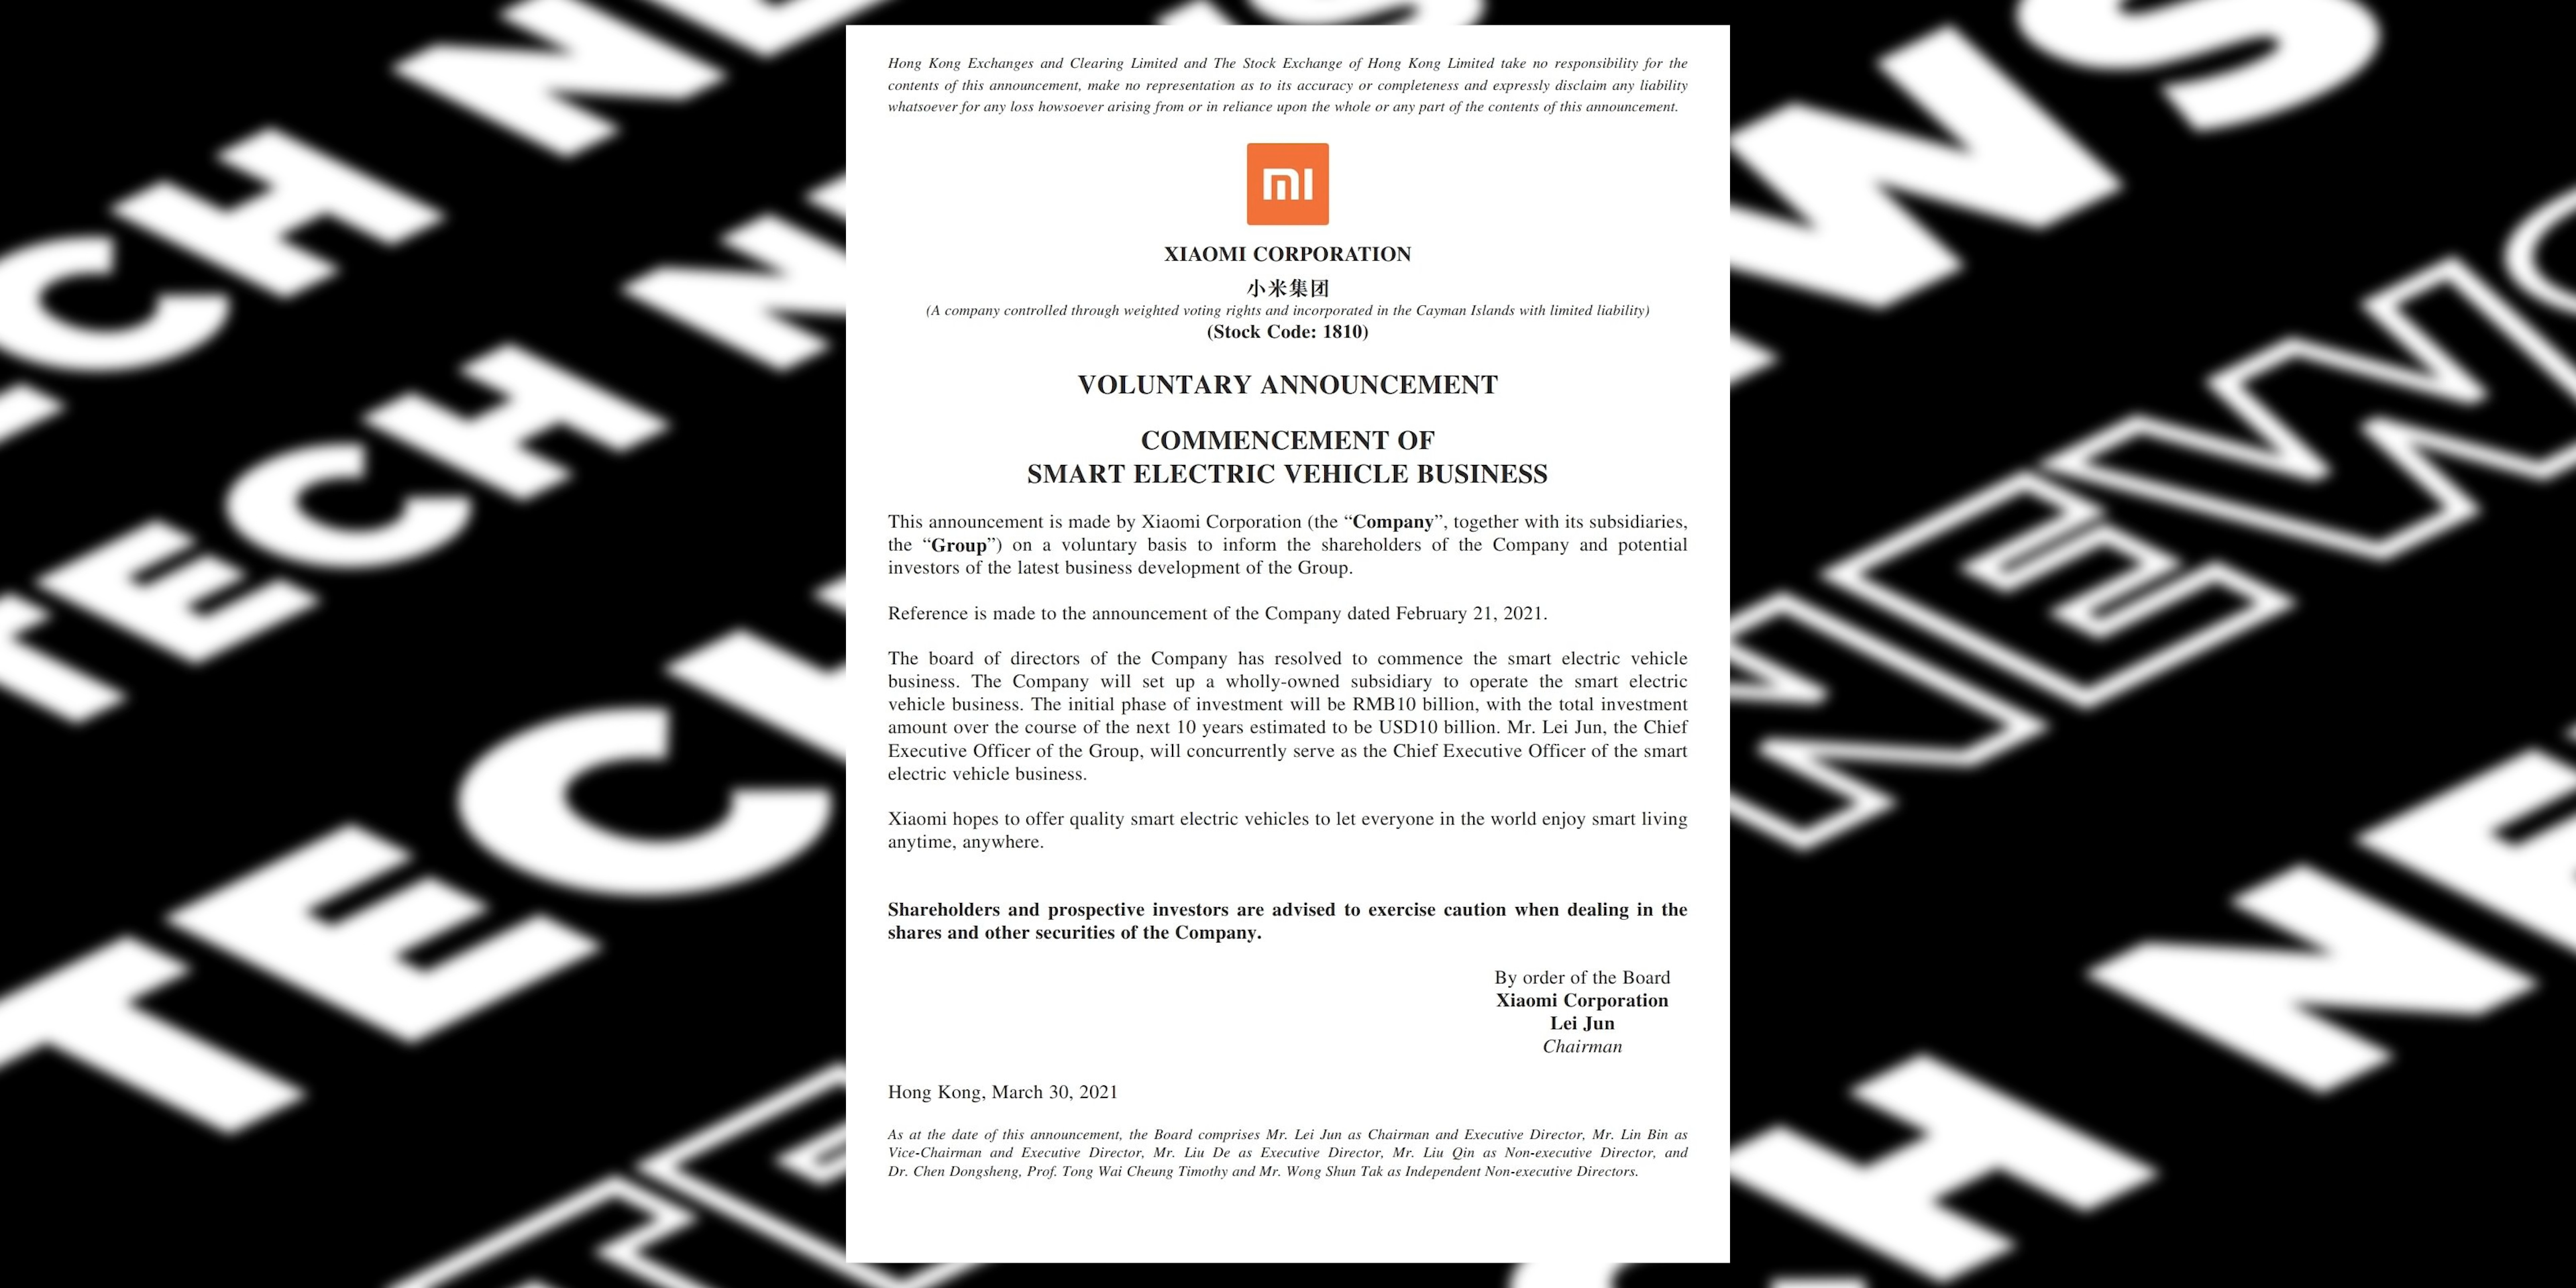 Hong Kong Exchanges and Clearing Limited and The Stock Exchange of Hong Kong Limited take no responsibility for the
contents of this announcement, make no representation as to its accuracy or completeness and expressly disclaim any liability
whatsoever for any loss howsoever arising from or in reliance upon the whole or any part of the contents of this announcement.
mi
XIAOMI CORPORATION
小米集团
(A company controlled through weighted voting rights and incorporated in the Cayman Islands with limited liability)
(Stock Code: 1810)
VOLUNTARY ANNOUNCEMENT
COMMENCEMENT OF
SMART ELECTRIC VEHICLE BUSINESS
This announcement is made by Xiaomi Corporation (the “Company”, together with its subsidiaries,
the “Group”) on a voluntary basis to inform the shareholders of the Company and potential
investors of the latest business development of the Group.
Reference is made to the announcement of the Company dated February 21, 2021.
The board of directors of the Company has resolved to commence the smart electric vehicle
business. The Company will set up a wholly-owned subsidiary to operate the smart electric
vehicle business. The initial phase of investment will be RMB10 billion, with the total investment
amount over the course of the next 10 years estimated to be USD10 billion. Mr. Lei Jun, the Chief
Executive Officer of the Group, will concurrently serve as the Chief Executive Officer of the smart
electric vehicle business.
Xiaomi hopes to offer quality smart electric vehicles to let everyone in the world enjoy smart living
anytime, anywhere.
Shareholders and prospective investors are advised to exercise caution when dealing in the
shares and other securities of the Company.
By order of the Board
Xiaomi Corporation
Lei Jun
Chairman
Hong Kong, March 30, 2021
As at the date of this announcement, the Board comprises Mr. Lei Jun as Chairman and Executive Director, Mr. Lin Bin as
Vice-Chairman and Executive Director, Mr. Liu De as Executive Director, Mr. Liu Qin as Non-executive Director, and
Dr. Chen Dongsheng, Prof. Tong Wai Cheung Timothy and Mr. Wong Shun Tak as Independent Non-executive Directors.
TECH NE
TECH N
TECH
WS
NEWS
H NE